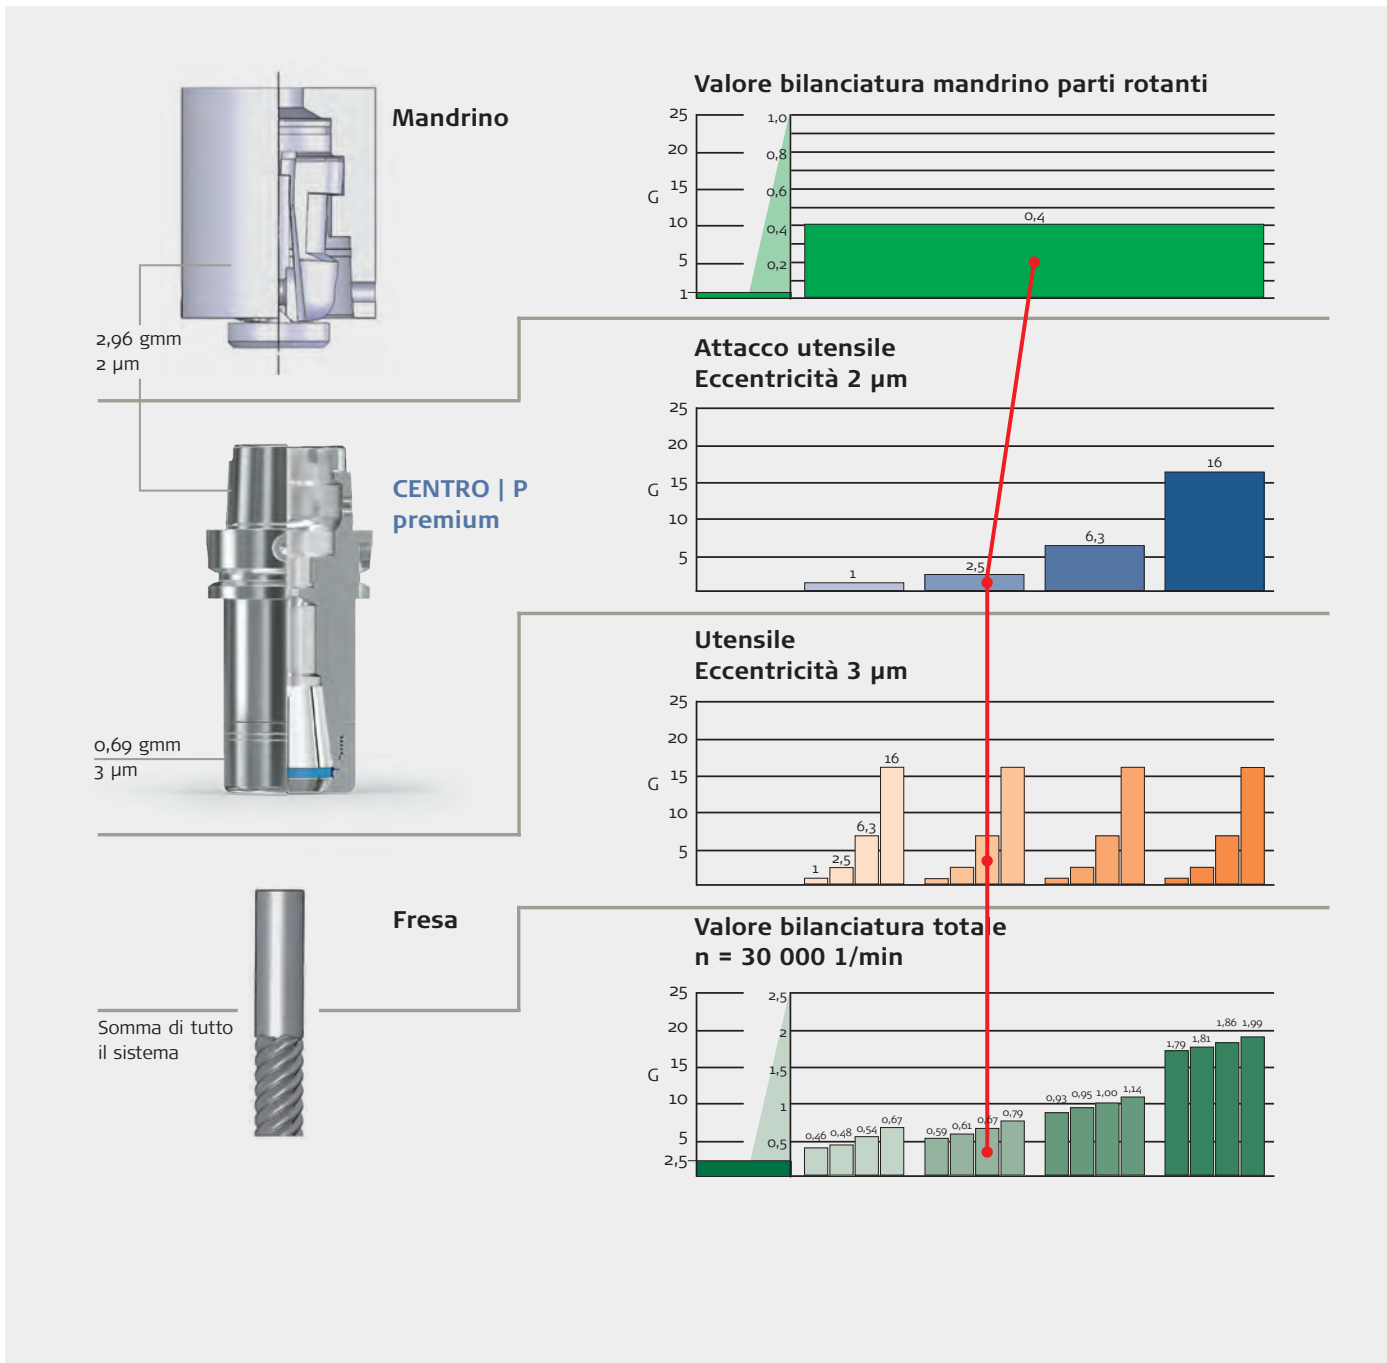 Mandrino
2,96 gmm
2 µm
CENTRO | P
premium
0,69 gmm
3 µm
Fresa
Somma di tutto
il sistema
Valore bilanciatura mandrino parti rotanti
25
20
15
G
10
5
1
1,0
0,8
0,6
0,4
0,2
0,4
Attacco utensile
Eccentricità 2 µm
25
20
15
G
10
5
1
2,5
6,3
16
Utensile
Eccentricità 3 µm
25
20
15
G
10
5
1
2,5
6,3
16
Valore bilanciatura totale
n = 30 000 1/min
25
20
15
G
10
5
2,5
2,5
2
1,5
1
0,5
0,46 0,48 0,54 0,67
0,59 0,61 0,67 0,79
0,93 0,95 1,00 1,14
1,79 1,81 1,86 1,99